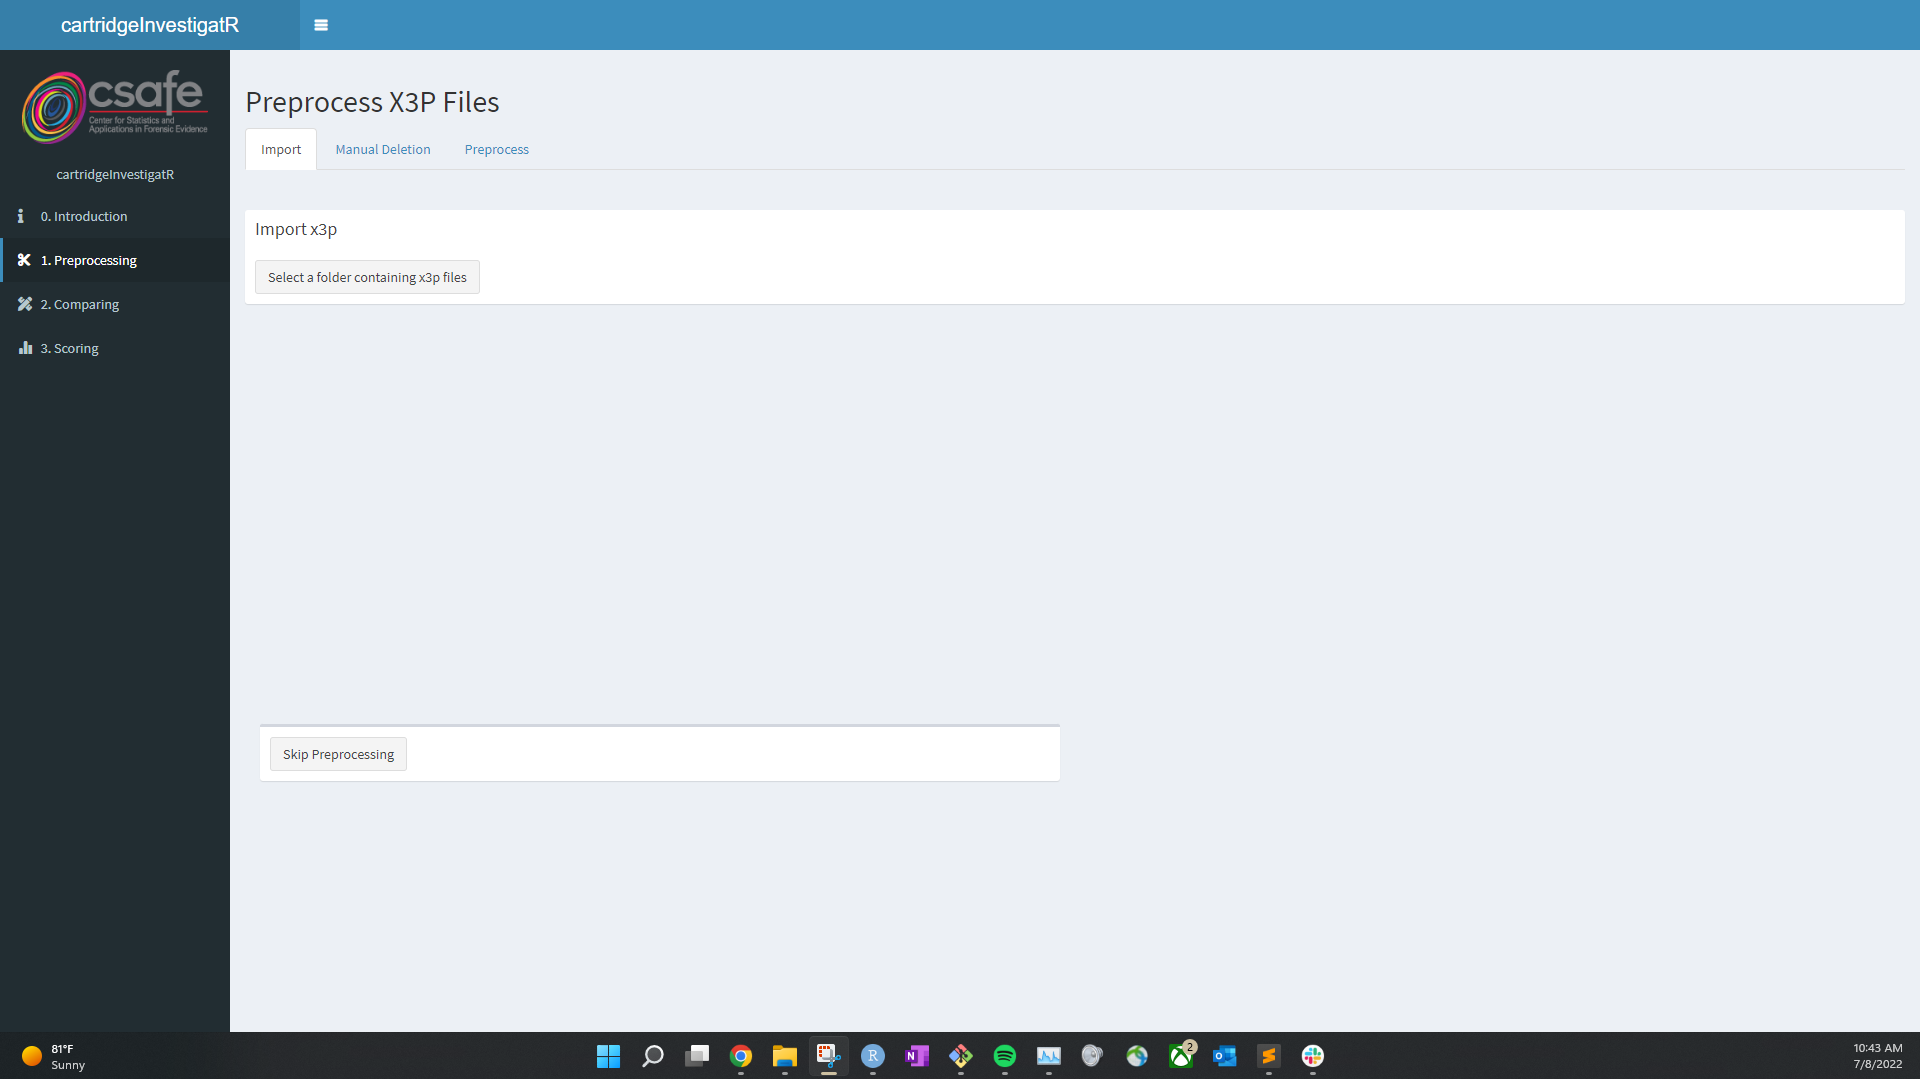 cartridgeInvestigatR
csafe
Center for Statistics and
Applications in Forensic Evidence
cartridgeInvestigatR
0. Introduction
1. Preprocessing
2. Comparing
3. Scoring
Preprocess X3P Files
Import
Manual Deletion
Preprocess
Import x3p
Select a folder containing x3p files
Skip Preprocessing
81°F
Sunny
R
N
2
o
S
10:43 AM
7/8/2022